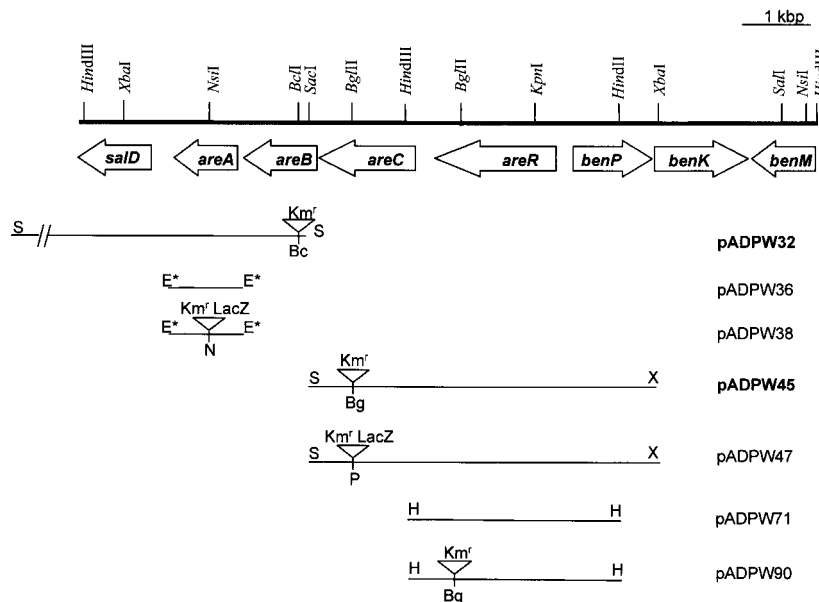 1 kbp
HindIII
XbaI
NsiI
BclI
SacI
BglII
HindIII
BglII
KpnI
HindII
XbaI
SalI
NsiI
salD
areA
areB
areC
areR
benP
benK
benM
Kmr
S
S
Bc
pADPW32
E*
E*
pADPW36
Kmr LacZ
E*
E*
N
pADPW38
Kmr
S
X
Bg
pADPW45
Kmr LacZ
S
X
P
pADPW47
H
H
pADPW71
Kmr
H
H
Bg
pADPW90